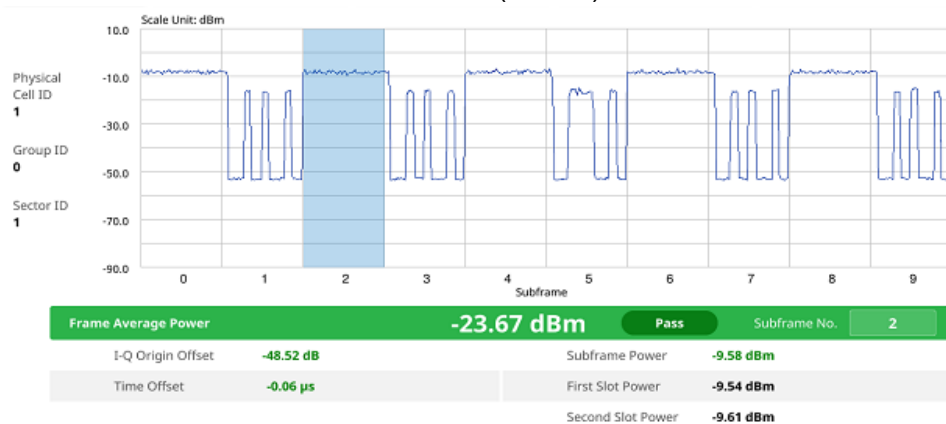 Scale Unit: dBm
10.0
-10.0
-30.0
-50.0
-70.0
-90.0
Physical
Cell ID
1
Group ID
0
Sector ID
1
0 1 2 3 4 5 6 7 8 9
Subframe
Frame Average Power -23.67 dBm Pass Subframe No. 2
I-Q Origin Offset -48.52 dB Subframe Power -9.58 dBm
Time Offset -0.06 µs First Slot Power -9.54 dBm
Second Slot Power -9.61 dBm